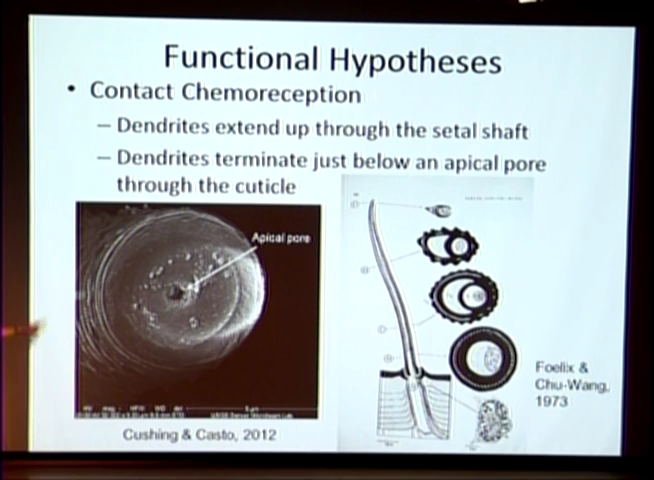 Functional Hypotheses
• Contact Chemoreception
– Dendrites extend up through the setal shaft
– Dendrites terminate just below an apical pore
through the cuticle
Apical pore
Foelix &
Chu-Wang,
1973
Cushing & Casto, 2012